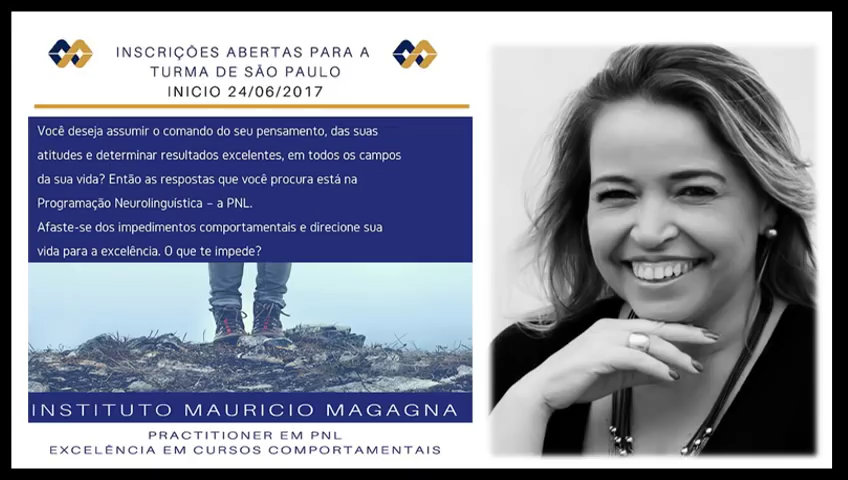 INSCRIÇÕES ABERTAS PARA A
TURMA DE SÃO PAULO
INICIO 24/06/2017
Você deseja assumir o comando do seu pensamento, das suas
atitudes e determinar resultados excelentes, em todos os campos
da sua vida? Então as respostas que você procura está na
Programação Neurolinguística – a PNL.
Afaste-se dos impedimentos comportamentais e direcione sua
vida para a excelência. O que te impede?
INSTITUTO MAURICIO MAGAGNA
PRACTITIONER EM PNL
EXCELÊNCIA EM CURSOS COMPORTAMENTAIS